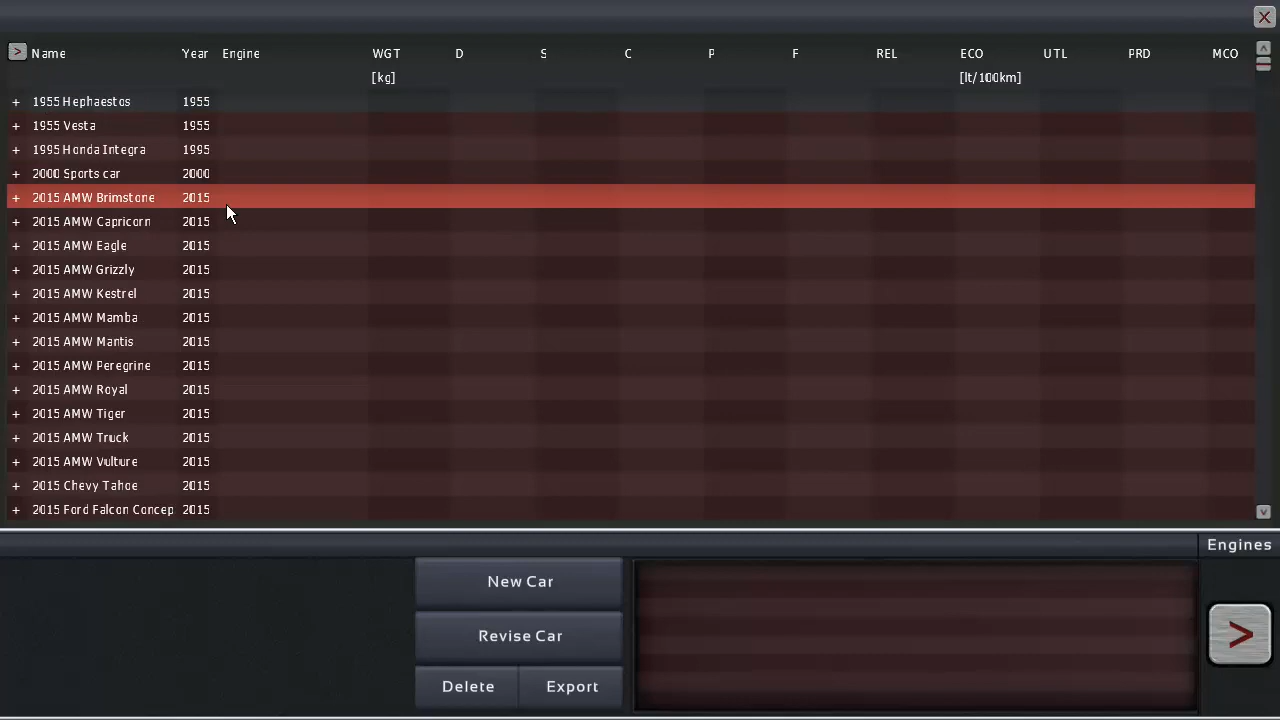 > Name Year Engine WGT D S C P F REL ECO UTL PRD MCO
[kg] [lt/100km]
+ 1955 Hephaestos 1955
+ 1955 Vesta 1955
+ 1995 Honda Integra 1995
+ 2000 Sports car 2000
+ 2015 AMW Brimstone 2015
+ 2015 AMW Capricorn 2015
+ 2015 AMW Eagle 2015
+ 2015 AMW Grizzly 2015
+ 2015 AMW Kestrel 2015
+ 2015 AMW Mamba 2015
+ 2015 AMW Mantis 2015
+ 2015 AMW Peregrine 2015
+ 2015 AMW Royal 2015
+ 2015 AMW Tiger 2015
+ 2015 AMW Truck 2015
+ 2015 AMW Vulture 2015
+ 2015 Chevy Tahoe 2015
+ 2015 Ford Falcon Concep 2015
Engines
New Car
Revise Car
>
Delete Export